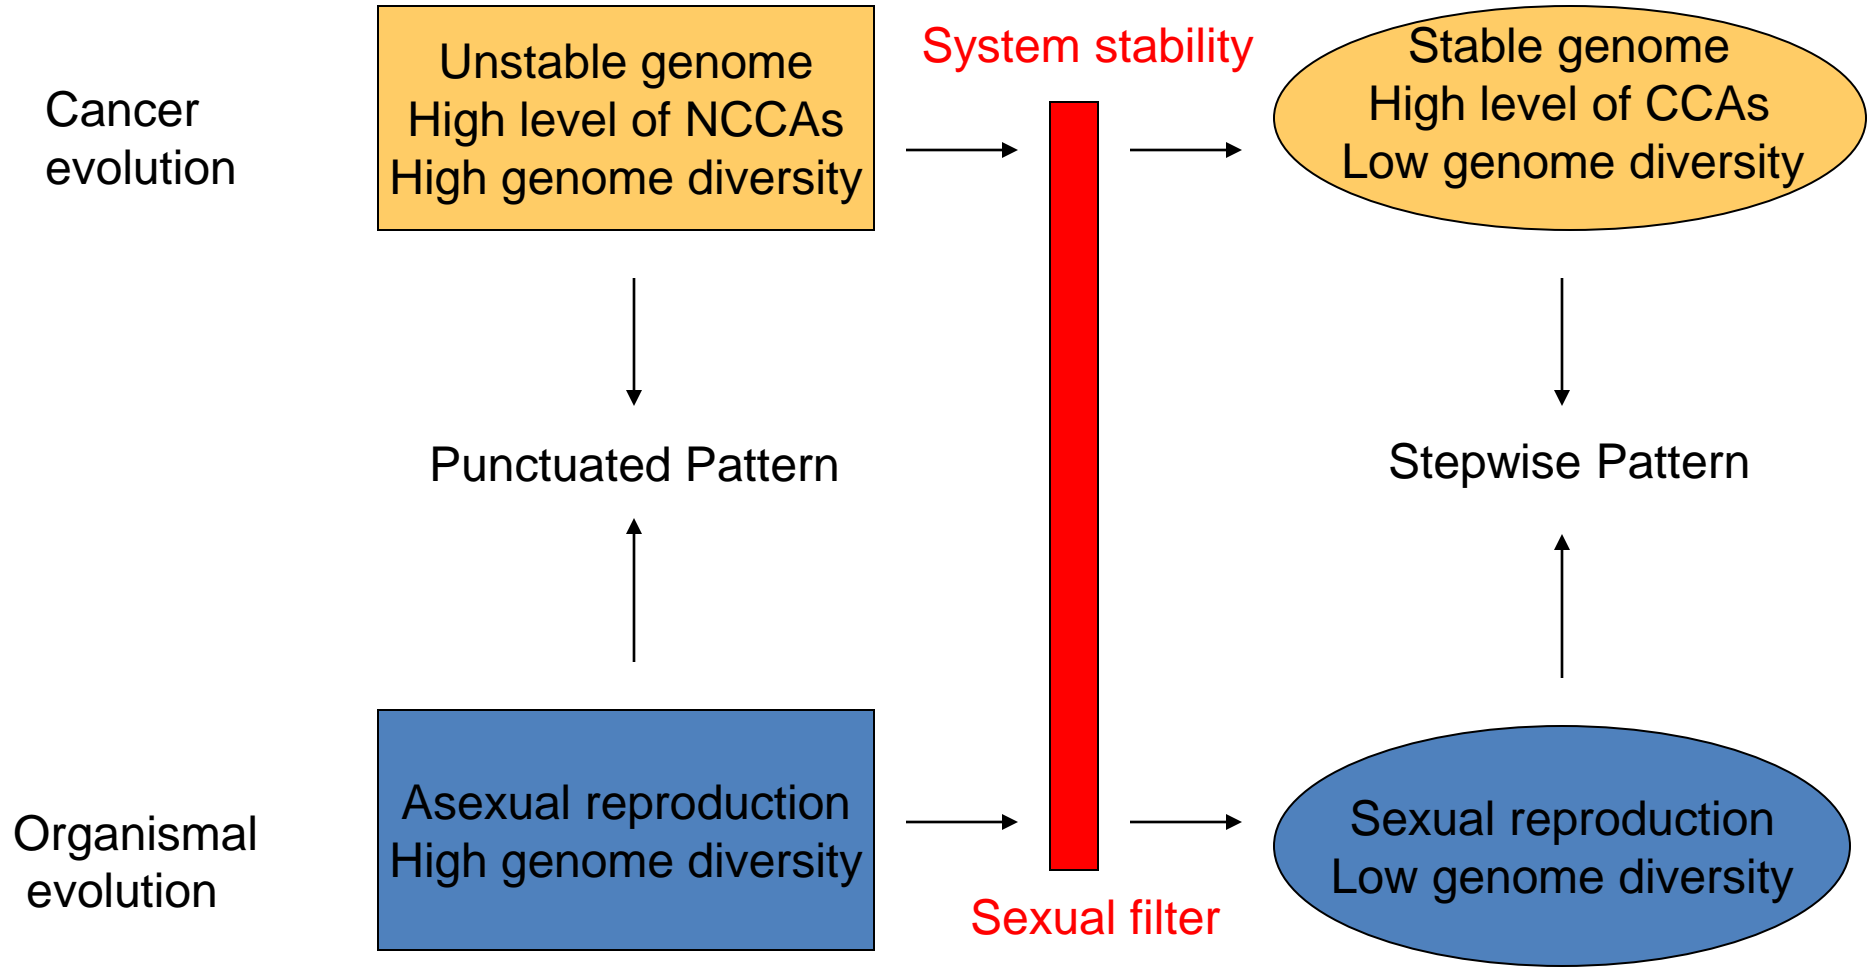 Cancer
evolution
Unstable genome
High level of NCCAs
High genome diversity
System stability
Stable genome
High level of CCAs
Low genome diversity
Punctuated Pattern
Stepwise Pattern
Organismal
evolution
Asexual reproduction
High genome diversity
Sexual filter
Sexual reproduction
Low genome diversity